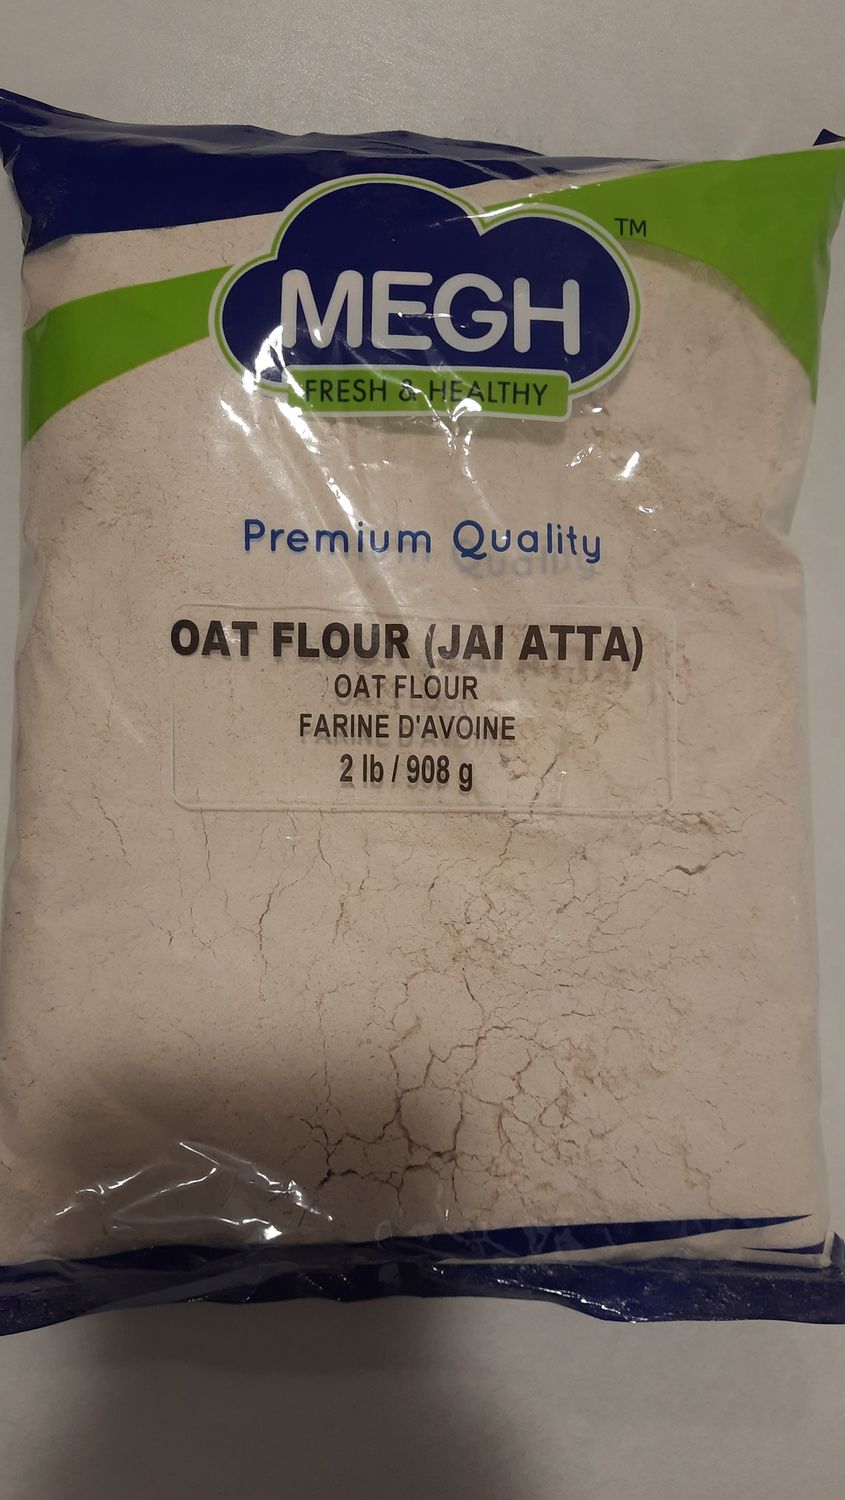 MEGH
TM
FRESH & HEALTHY
Premium Quality
OAT FLOUR (JAI ATTA)
OAT FLOUR
FARINE D'AVOINE
2 lb / 908 g